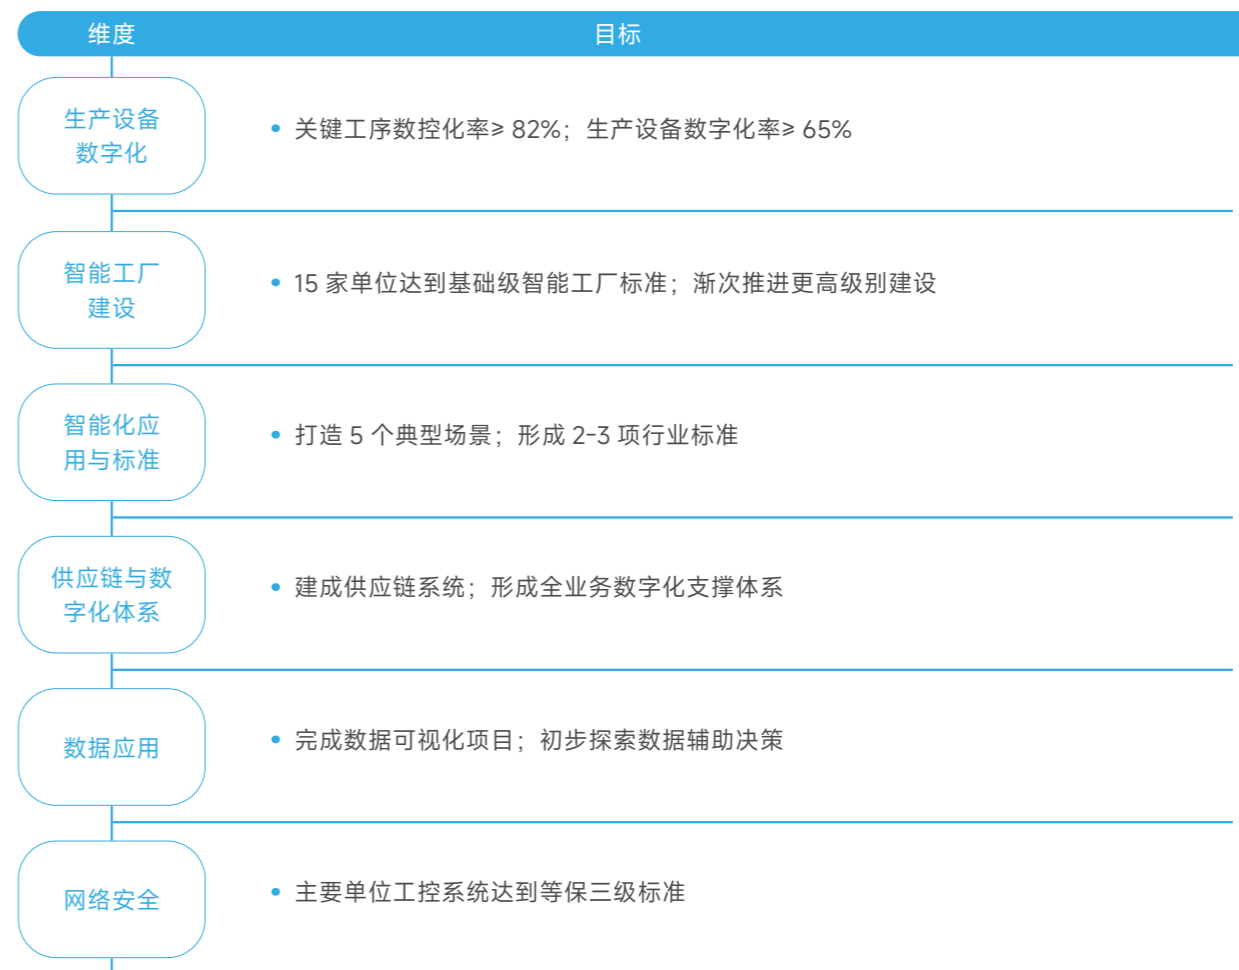 维度
目标
生产设备
数字化
关键工序数控化率≥ 82%；生产设备数字化率≥ 65%
智能工厂
建设
15 家单位达到基础级智能工厂标准；渐次推进更高级别建设
智能化应
用与标准
打造 5 个典型场景；形成 2-3 项行业标准
供应链与数
字化体系
建成供应链系统；形成全业务数字化支撑体系
数据应用
完成数据可视化项目；初步探索数据辅助决策
网络安全
主要单位工控系统达到等保三级标准